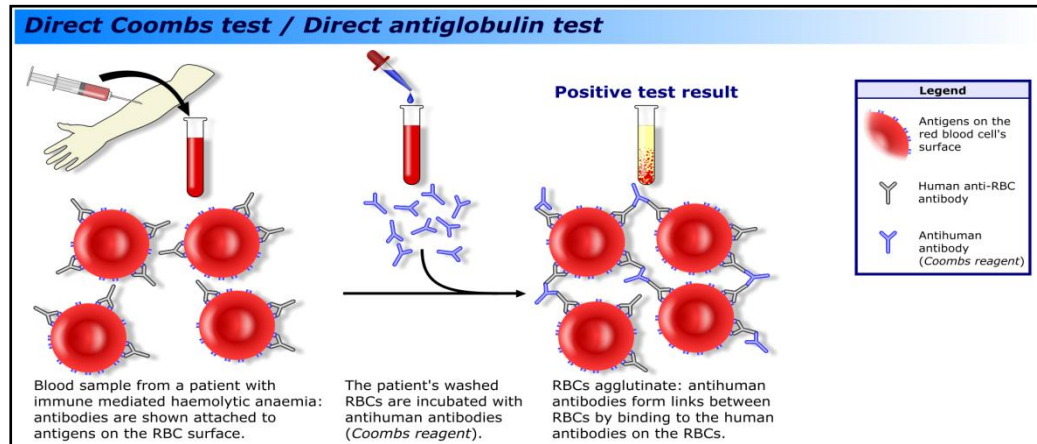 Direct Coombs test / Direct antiglobulin test
Positive test result
Legend
Antigens on the
red blood cell's
surface
Human anti-RBC
antibody
Antihuman
antibody
(Coombs reagent)
Blood sample from a patient with
immune mediated haemolytic anaemia:
antibodies are shown attached to
antigens on the RBC surface.
The patient's washed
RBCs are incubated with
antihuman antibodies
(Coombs reagent).
RBCs agglutinate: antihuman
antibodies form links between
RBCs by binding to the human
antibodies on the RBCs.